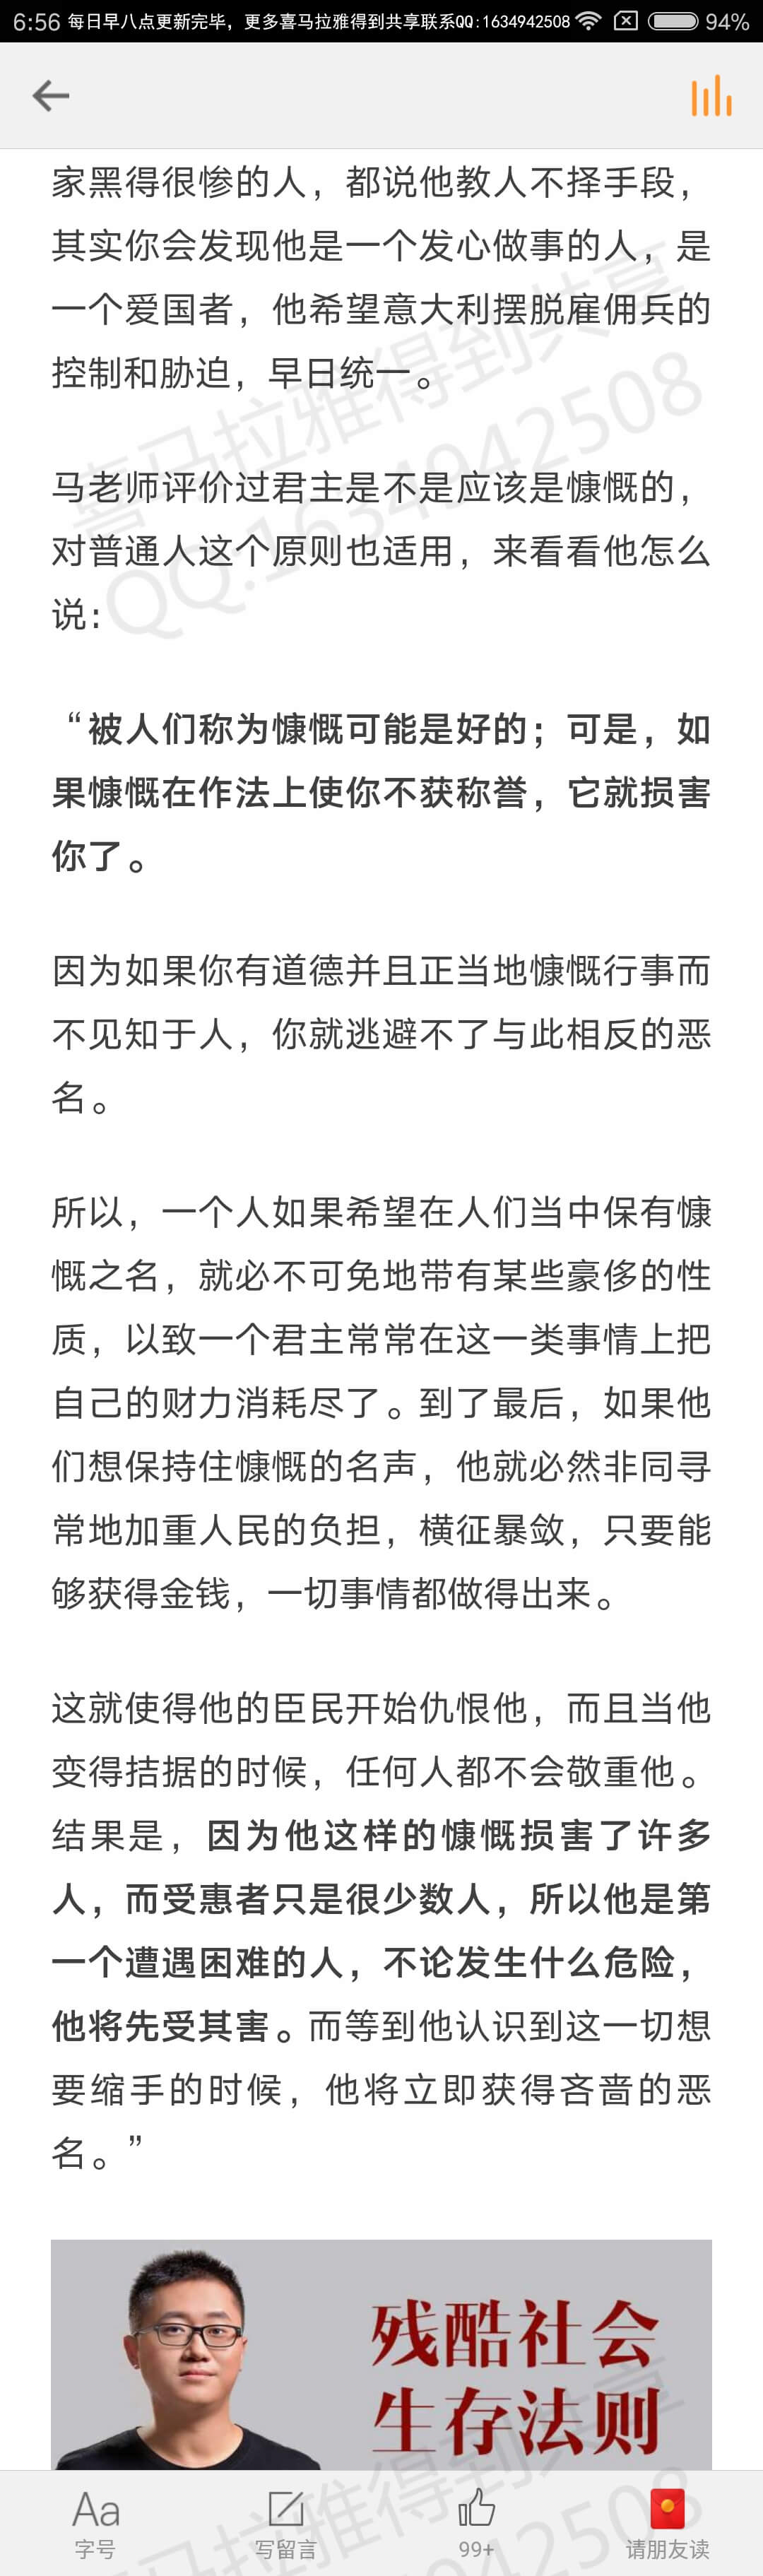 6:56 每日早八点更新完毕，更多喜马拉雅得到共享联系QQ:1634942508 94%
家黑得很惨的人，都说他教人不择手段，
其实你会发现他是一个发心做事的人，是
一个爱国者，他希望意大利摆脱雇佣兵的
控制和胁迫，早日统一。
喜马拉雅得到共享
QQ:1634942508
马老师评价过君主是不是应该是慷慨的，
对普通人这个原则也适用，来看看他怎么
说：
“被人们称为慷慨可能是好的；可是，如
果慷慨在作法上使你不获称誉，它就损害
你了。
因为如果你有道德并且正当地慷慨行事而
不见知于人，你就逃避不了与此相反的恶
名。
所以，一个人如果希望在人们当中保有慷
慨之名，就必不可免地带有某些豪侈的性
质，以致一个君主常常在这一类事情上把
自己的财力消耗尽了。到了最后，如果他
们想保持住慷慨的名声，他就必然非同寻
常地加重人民的负担，横征暴敛，只要能
够获得金钱，一切事情都做得出来。
这就使得他的臣民开始仇恨他，而且当他
变得拮据的时候，任何人都不会敬重他。
结果是，因为他这样的慷慨损害了许多
人，而受惠者只是很少数人，所以他是第
一个遭遇困难的人，不论发生什么危险，
他将先受其害。而等到他认识到这一切想
要缩手的时候，他将立即获得吝啬的恶
名。”
残酷社会
生存法则
马拉雅得到共享
42508
Aa
字号
写留言
99+
请朋友读